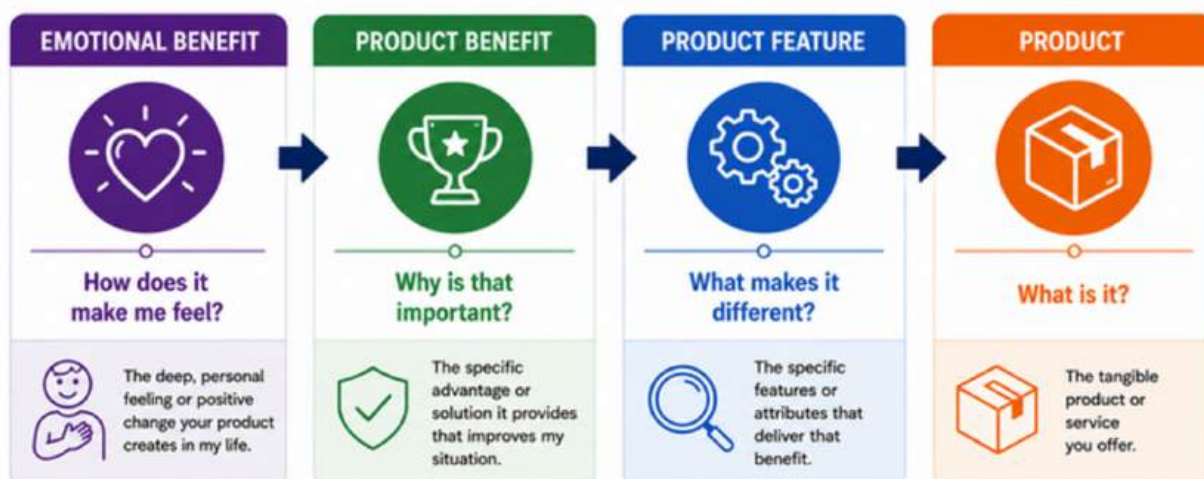 EMOTIONAL BENEFIT
How does it
make me feel?
The deep, personal
feeling or positive
change your product
creates in my life.
PRODUCT BENEFIT
Why is that
important?
The specific
advantage or
solution it provides
that improves my
situation.
PRODUCT FEATURE
What makes it
different?
The specific
features or
attributes that
deliver that
benefit.
PRODUCT
What is it?
The tangible
product or
service
you offer.